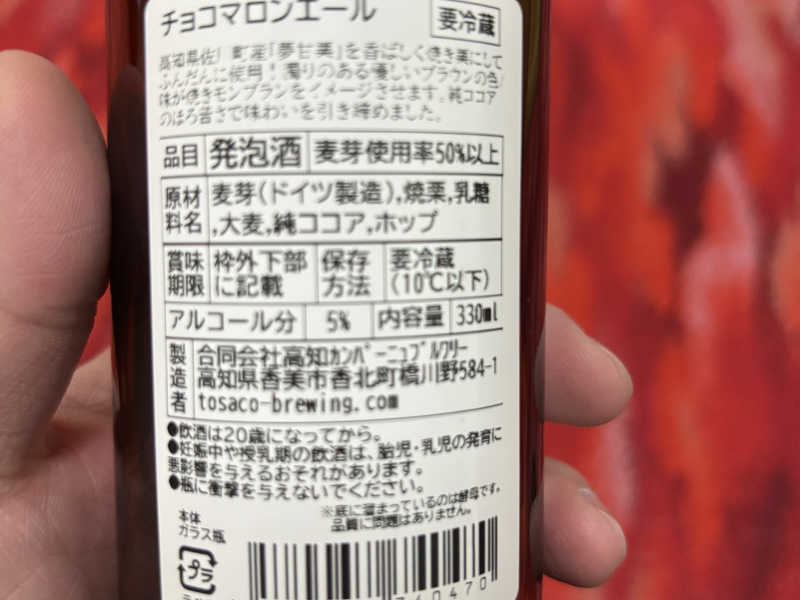 チョコマロンエール
要冷蔵
高知県佐川町産「夢甘栗」を香ばしく焼き栗にして
ふんだんに使用!濁りのある優しいブラウンの色
味が焼きモンブランをイメージさせます。純ココア
のほろ苦さで味わいを引き締めました。
品目 発泡酒 麦芽使用率50%以上
原材料名 麦芽(ドイツ製造),焼栗,乳糖
,大麦,純ココア,ホップ
賞味期限 枠外下部に記載 保存方法 要冷蔵(10℃以下)
アルコール分 5% 内容量 330ml
製造者 合同会社高知カンパーニュブルワリー
高知県香美市香北町橋川野584-1
tosaco-brewing.com
●飲酒は20歳になってから。
●妊娠中や授乳期の飲酒は、胎児・乳児の発育に
悪影響を与えるおそれがあります。
●瓶に衝撃を与えないでください。
※底に溜まっているのは酵母です。
品質に問題はありません。
本体
ガラス瓶
プラ